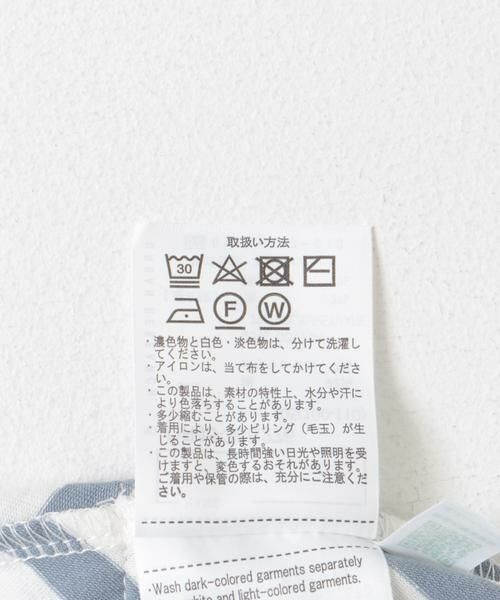 取扱い方法
30
F W
・濃色物と白色・淡色物は、分けて洗濯し
てください。
・アイロンは、当て布をしてかけてくださ
い。
・この製品は、素材の特性上、水分や汗に
より色落ちすることがあります。
・多少縮むことがあります。
・着用により、多少ピリング（毛玉）が生
じることがあります。
・この製品は、長時間強い日光や照明を受
けますと、変色するおそれがあります。
ご着用や保管の際は、充分にご注意くだ
さい。
・Wash dark-colored garments separately
white and light-colored garments.